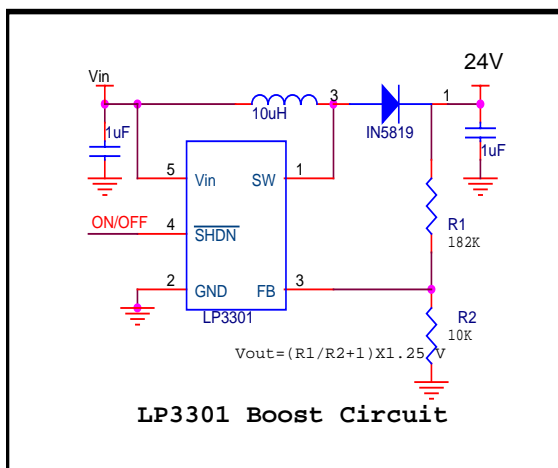 24V
Vin
3
1
10uH
IN5819
1uF
1uF
5
Vin
SW
1
ON/OFF
4
SHDN
R1
182K
2
GND
FB
3
LP3301
R2
10K
Vout=(R1/R2+1)X1.25 V
LP3301 Boost Circuit